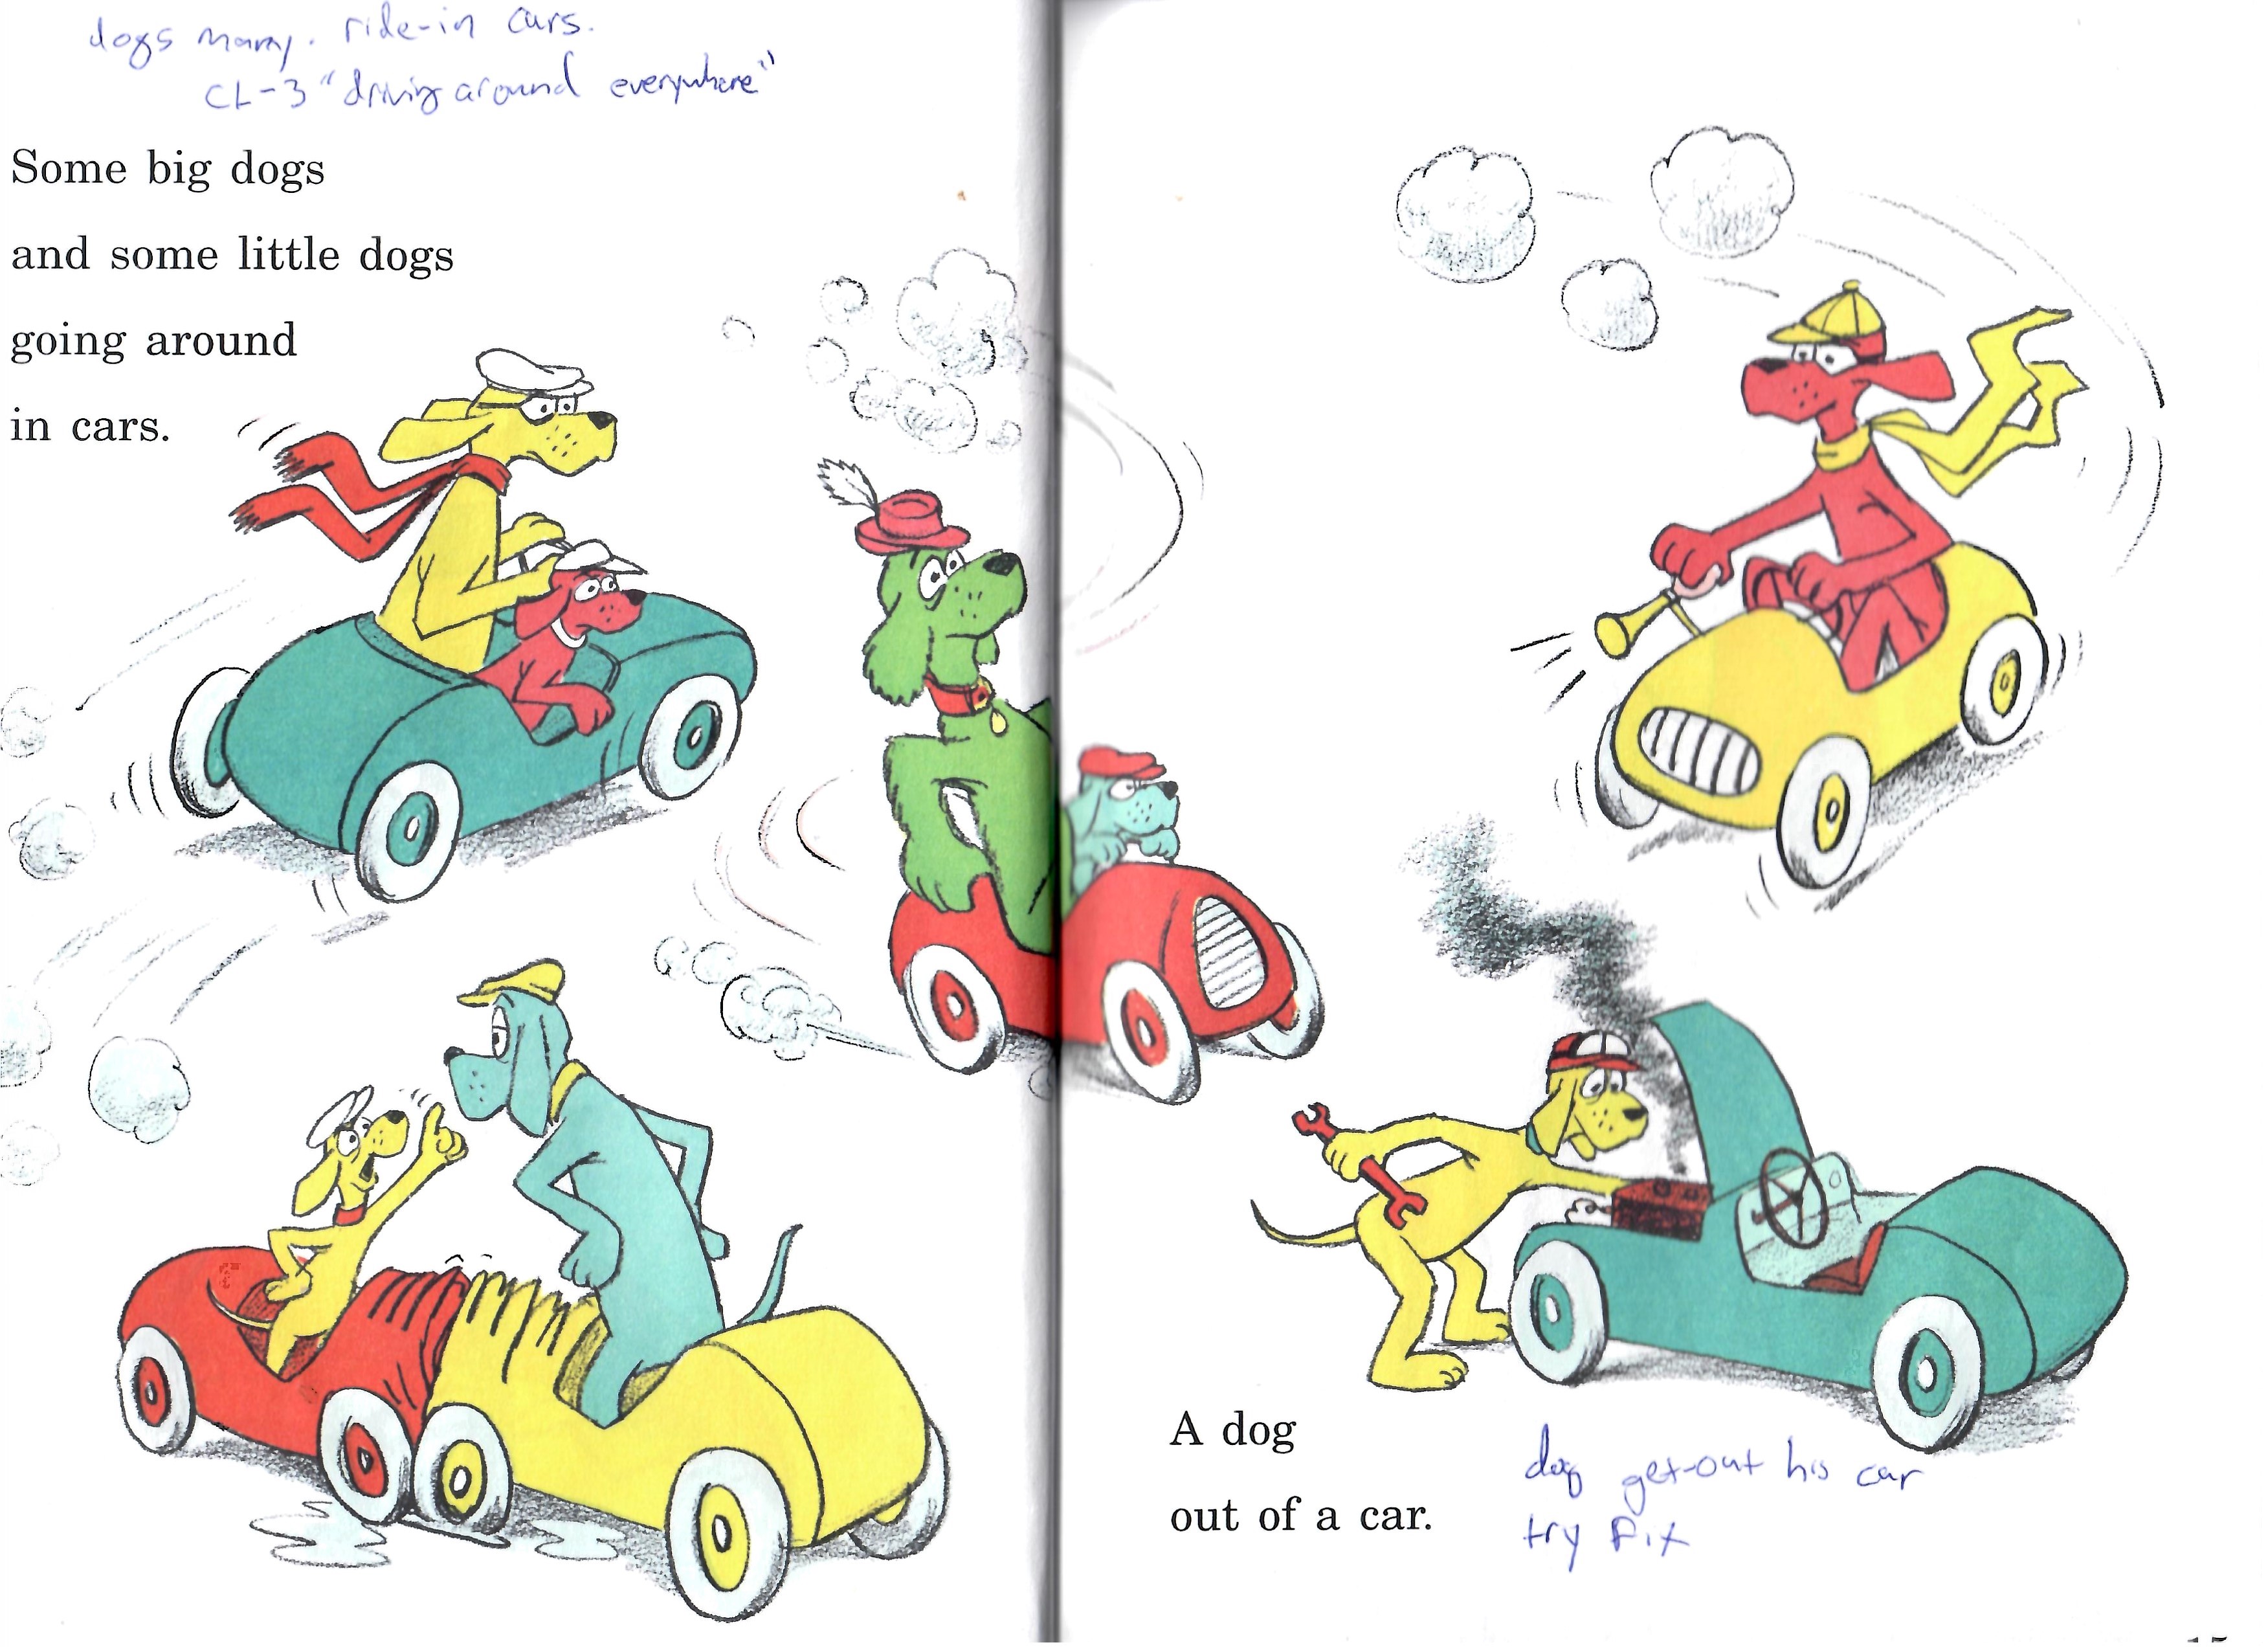 dogs many. ride-in cars.
CL-3 "driving around everywhere"
Some big dogs
and some little dogs
going around
in cars.
A dog
out of a car.
dog get-out his car
try fix